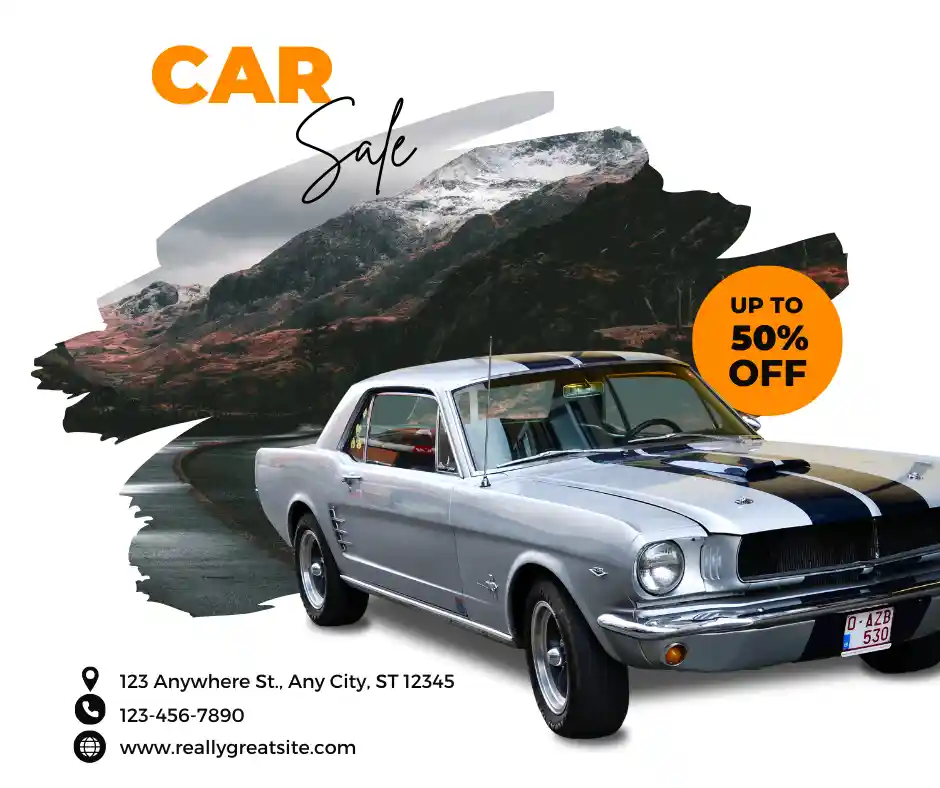 CAR
Sale
UP TO
50%
OFF
O-AZB
530
123 Anywhere St., Any City, ST 12345
123-456-7890
www.reallygreatsite.com